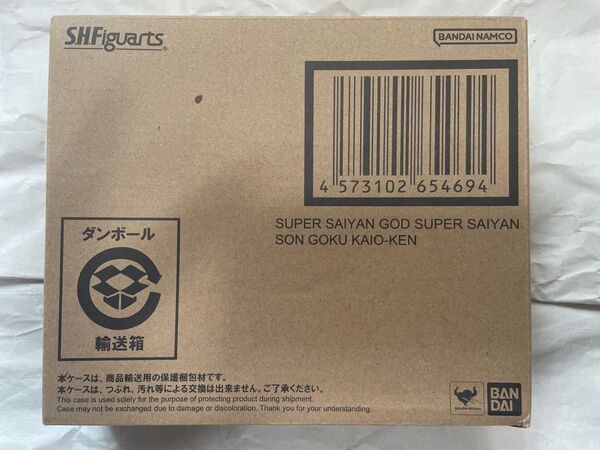 S.H.Figuarts®
BANDAI NAMCO
4 573102 654694
SUPER SAIYAN GOD SUPER SAIYAN
SON GOKU KAIO-KEN
ダンボール
輸送箱
本ケースは、商品輸送用の保護梱包材です。
本ケースは、つぶれ、汚れ等による交換は出来ません。ご了承ください。
This case is used solely for the purpose of protecting product during shipment.
Case may not be exchanged due to damage or discoloration. Thank you for your understanding.
BAN
DAI